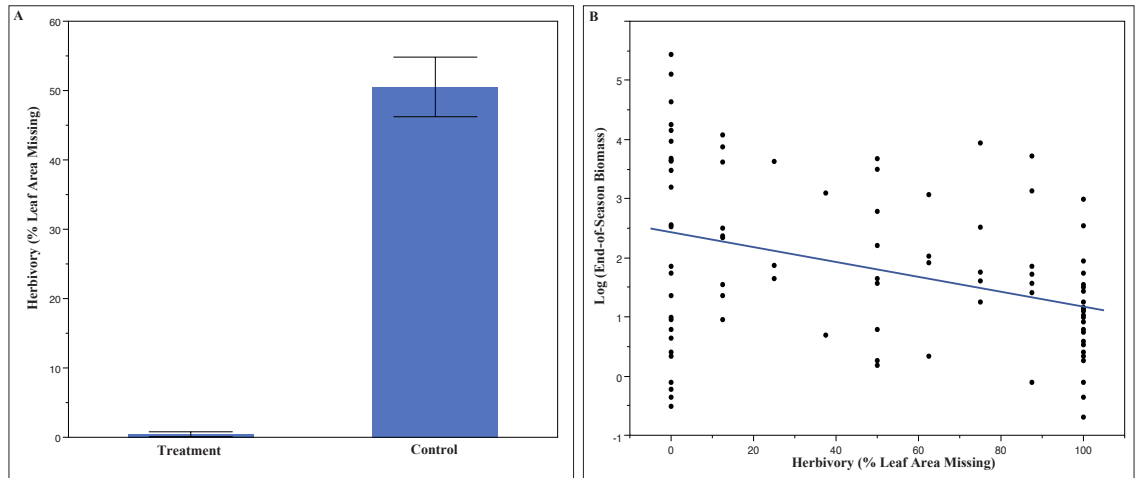 A
60
50
40
30
20
10
0
Herbivory (% Leaf Area Missing)
Treatment
Control
B
5
4
3
2
1
0
-1
Log (End-of-Season Biomass)
0
20
40
60
80
100
Herbivory (% Leaf Area Missing)